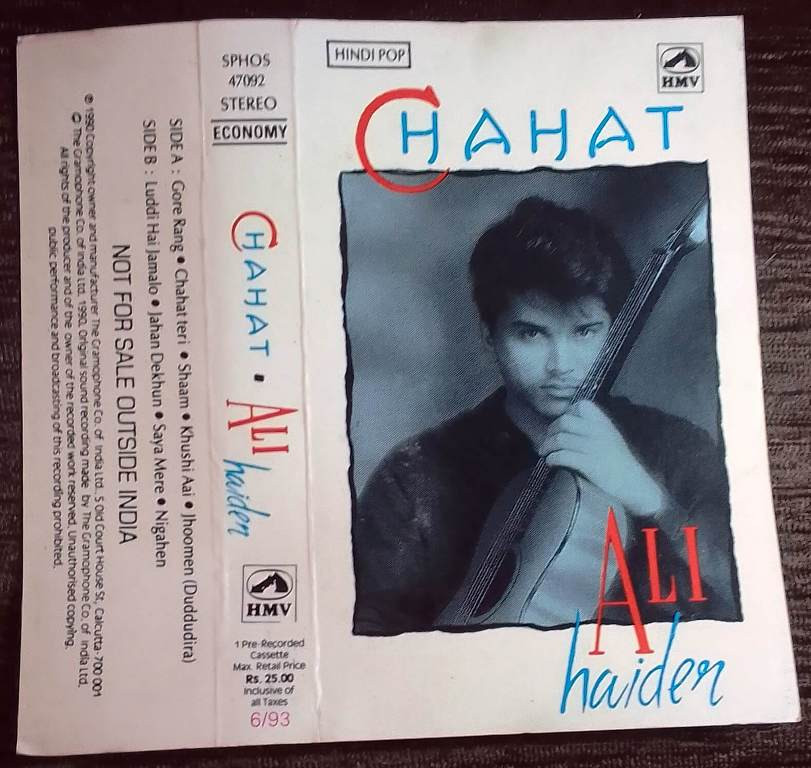 HINDI POP
HMV
CHAHAT
ALI
haider
SPHOS
47092
STEREO
ECONOMY
CHAHAT • ALI haider
HMV
1 Pre-Recorded
Cassette
Max. Retail Price
Rs. 25.00
Inclusive of
all Taxes
6/93
SIDE A : Gore Rang • Chahat teri • Shaam • Khushi Aai • Jhoomen (Duddudira)
SIDE B : Luddi Hai Jamalo • Jahan Dekhun • Saya Mere • Nigahen
NOT FOR SALE OUTSIDE INDIA
℗ 1990 Copyright owner and manufacturer The Gramophone Co. of India Ltd. 5 Old Court House St, Calcutta-700 001
© The Gramophone Co. of India Ltd. 1990. Original sound recording made by The Gramophone Co. of India Ltd.
All rights of the producer and of the owner of the recorded work reserved. Unauthorised copying,
public performance and broadcasting of this recording prohibited.